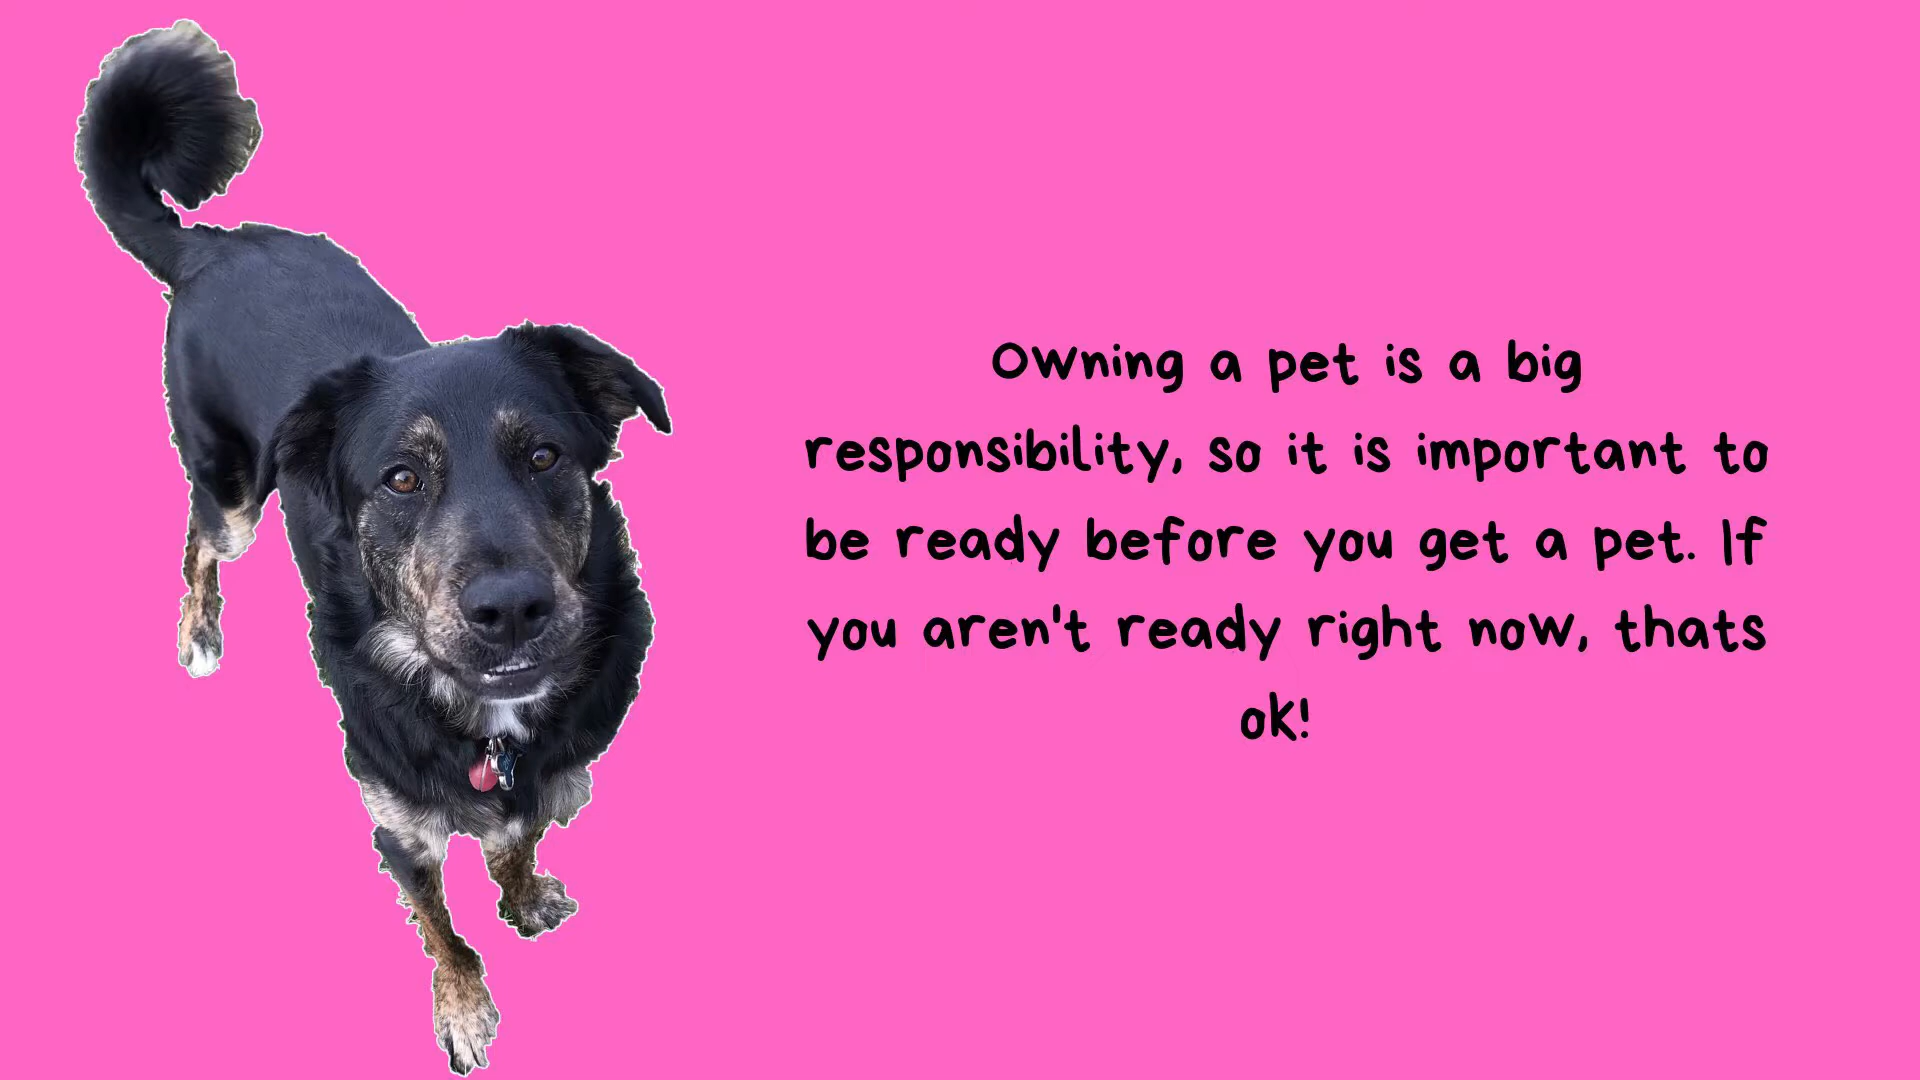 Owning a pet is a big
responsibility, so it is important to
be ready before you get a pet. If
you aren't ready right now, thats
ok!